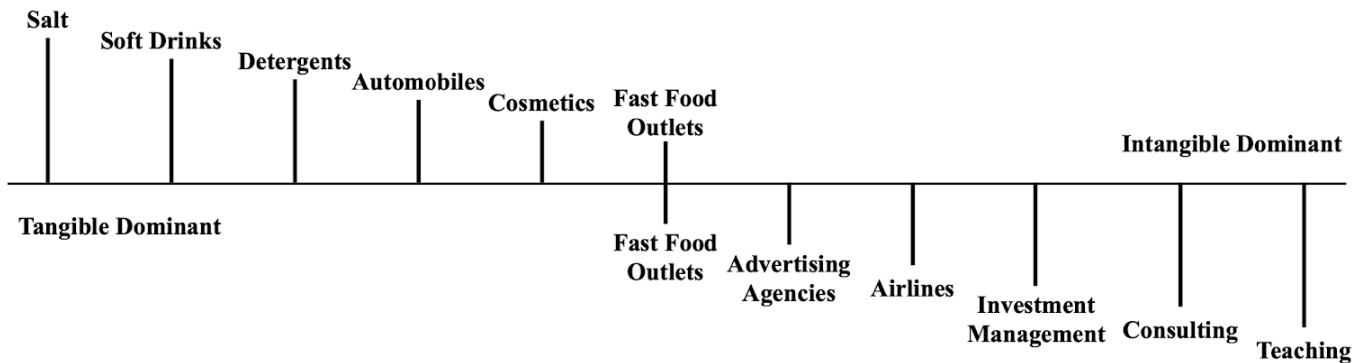 Salt
Soft Drinks
Detergents
Automobiles
Cosmetics
Fast Food
Outlets
Intangible Dominant
Tangible Dominant
Fast Food
Outlets
Advertising
Agencies
Airlines
Investment
Management
Consulting
Teaching